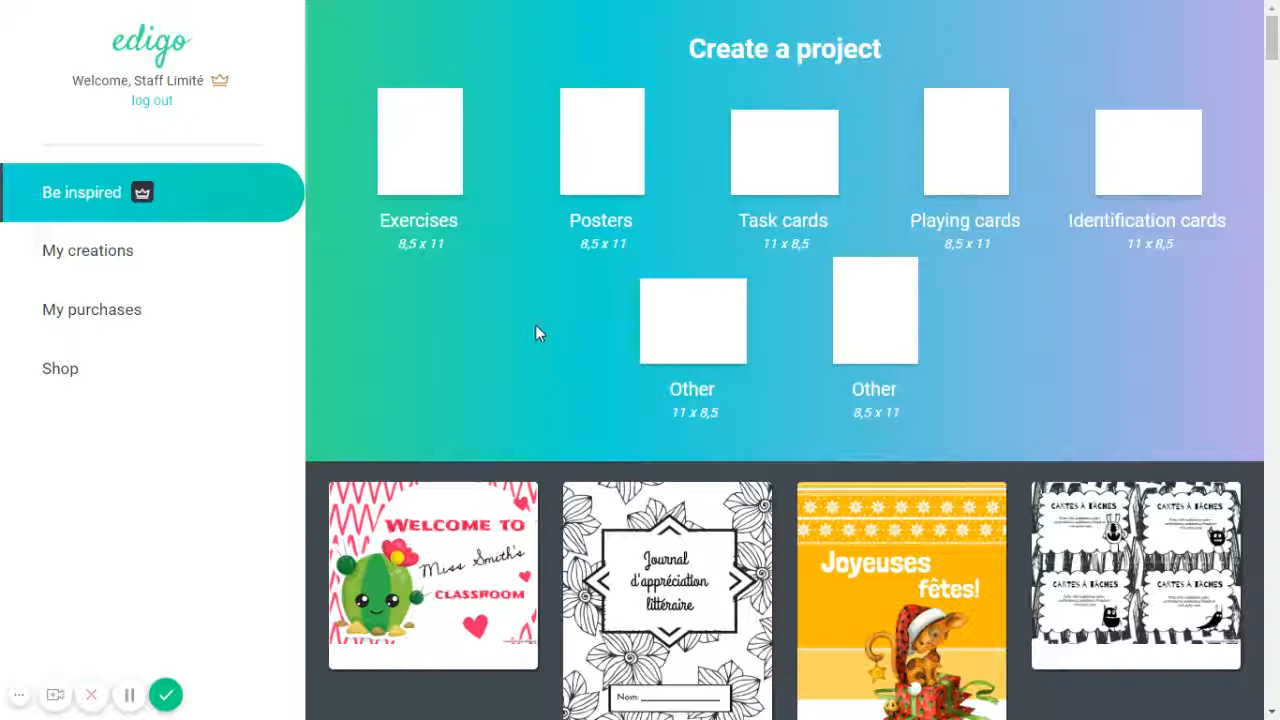 edigo
Welcome, Staff Limité
log out
Be inspired
My creations
My purchases
Shop
Create a project
Exercises
8,5 x 11
Posters
8,5 x 11
Task cards
11 x 8,5
Playing cards
8,5 x 11
Identification cards
11 x 8,5
Other
11 x 8,5
Other
8,5 x 11
WELCOME TO
Miss Smith's
CLASSROOM
Journal
d'appréciation
littéraire
Nom:
Joyeuses
fêtes!
CARTES À TÂCHES
CARTES À TÂCHES
CARTES À TÂCHES
CARTES À TÂCHES